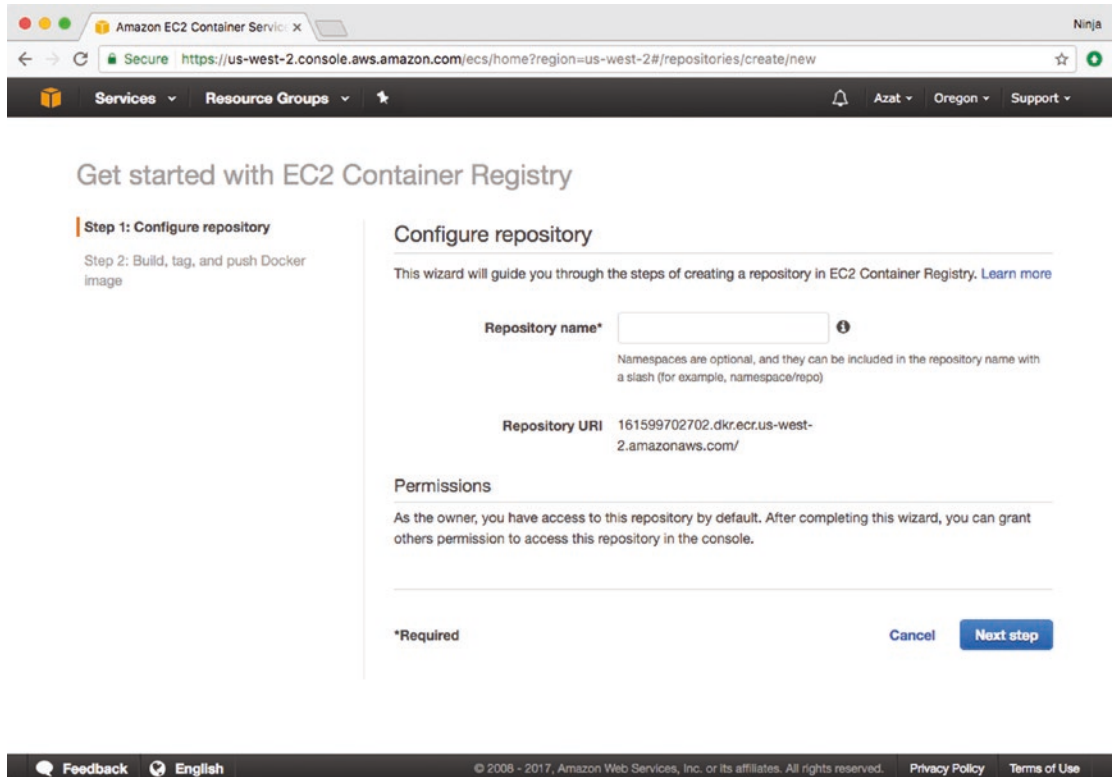 Amazon EC2 Container Servic
Ninja
Secure https://us-west-2.console.aws.amazon.com/ecs/home?region=us-west-2#/repositories/create/new
Services Resource Groups Azat Oregon Support
Get started with EC2 Container Registry
Step 1: Configure repository
Step 2: Build, tag, and push Docker
image
Configure repository
This wizard will guide you through the steps of creating a repository in EC2 Container Registry. Learn more
Repository name*
Namespaces are optional, and they can be included in the repository name with
a slash (for example, namespace/repo)
Repository URI 161599702702.dkr.ecr.us-west-
2.amazonaws.com/
Permissions
As the owner, you have access to this repository by default. After completing this wizard, you can grant
others permission to access this repository in the console.
*Required Cancel Next step
Feedback English © 2008 - 2017, Amazon Web Services, Inc. or its affiliates. All rights reserved. Privacy Policy Terms of Use